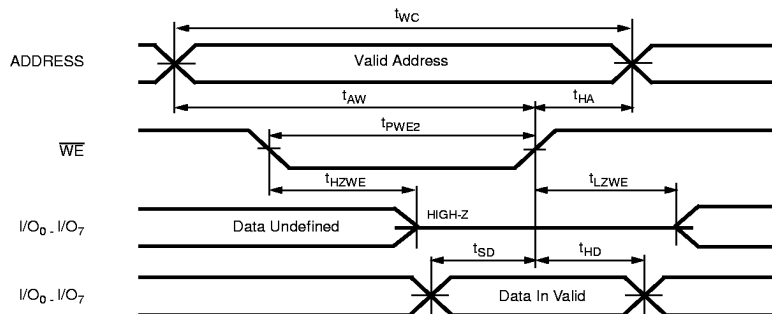 tWC
ADDRESS
Valid Address
tAW
tHA
WE
tPWE2
tHZWE
tLZWE
I/O0 - I/O7
Data Undefined
HIGH-Z
tSD
tHD
I/O0 - I/O7
Data In Valid